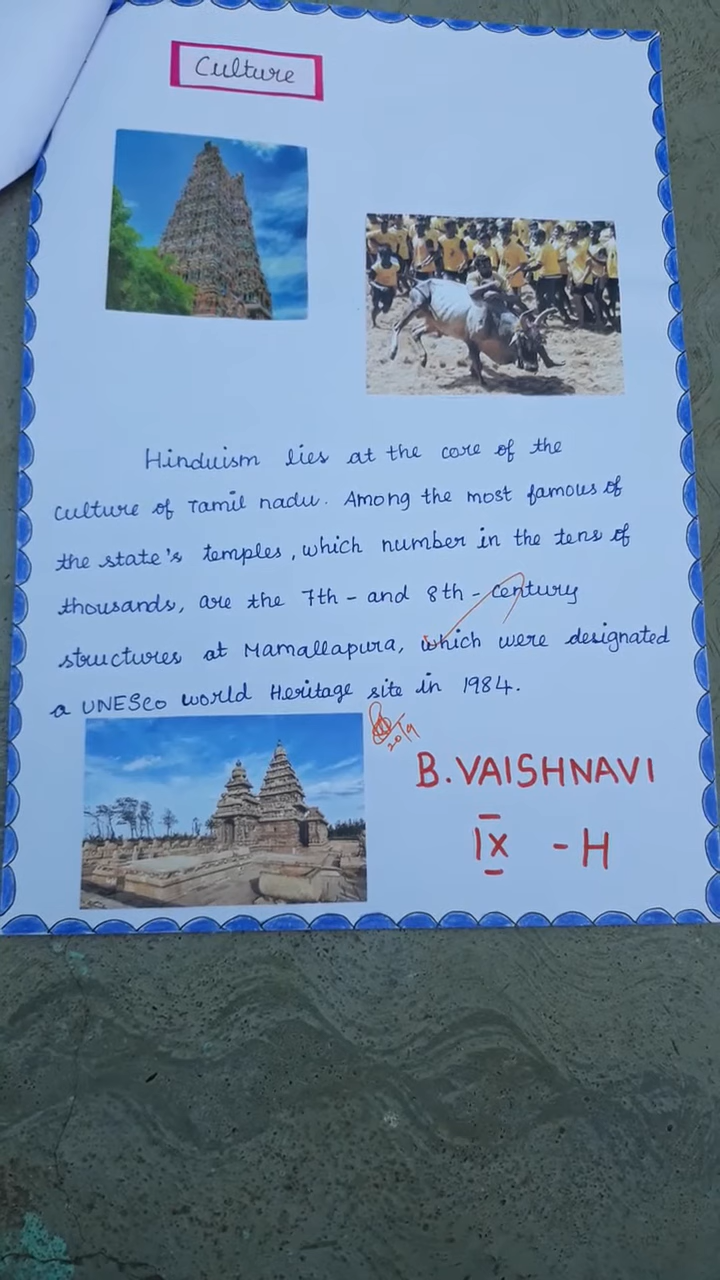 Culture
Hinduism lies at the core of the
culture of Tamil nadu. Among the most famous of
the state's temples, which number in the tens of
thousands, are the 7th - and 8th - century
structures at Mamallapura, which were designated
a UNESCO world Heritage site in 1984.
20/9
B. VAISHNAVI
IX - H